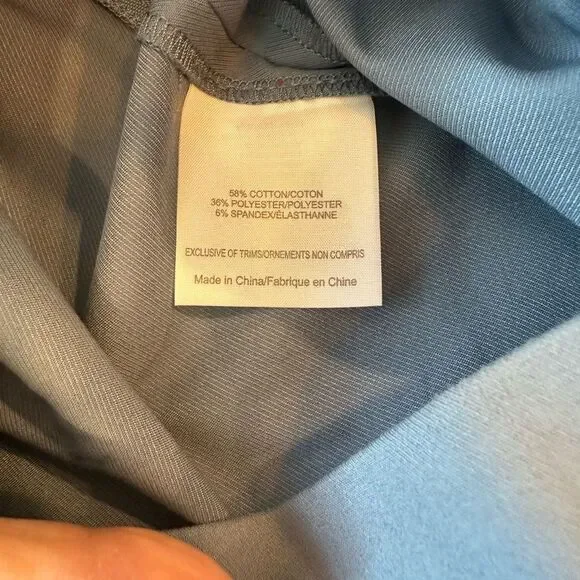 58% COTTON/COTON
36% POLYESTER/POLYESTER
6% SPANDEX/ÉLASTHANNE
EXCLUSIVE OF TRIMS/ORNEMENTS NON COMPRIS
Made in China/Fabrique en Chine